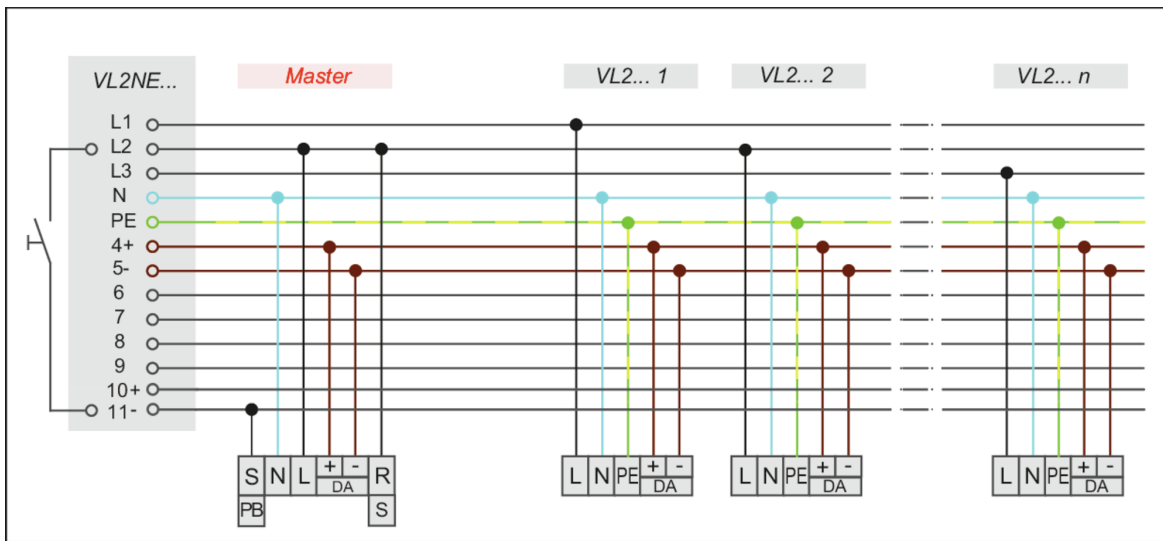 VL2NE... Master VL2... 1 VL2... 2 VL2... n
L1
L2
L3
N
PE
4+
5-
6
7
8
9
10+
11-
S N L + - R L N PE + - L N PE + - L N PE + -
DA DA DA DA
PB S